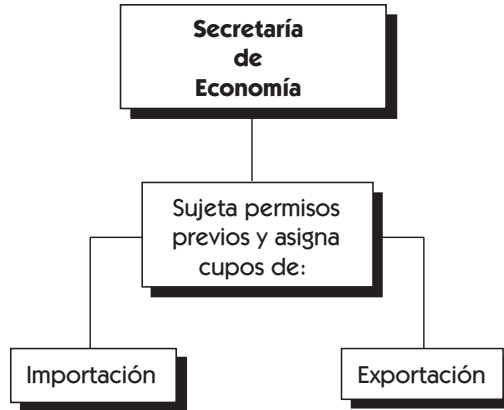 Secretaría
de
Economía
Sujeta permisos
previos y asigna
cupos de:
Importación
Exportación